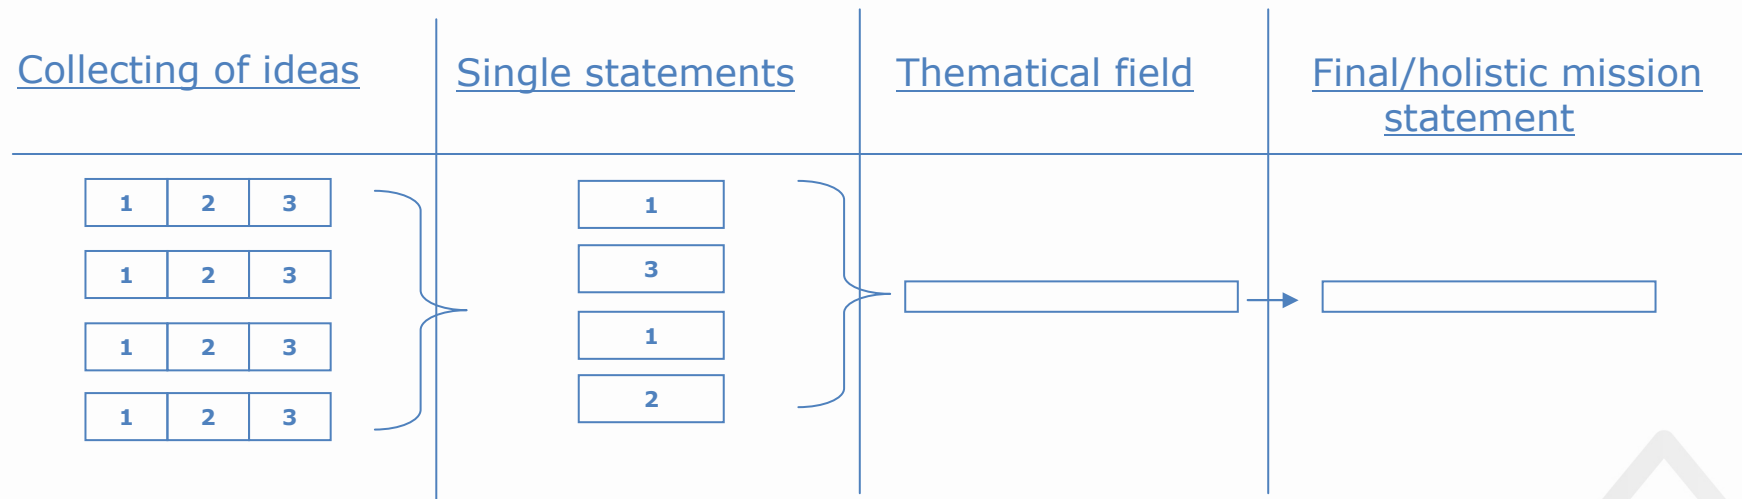 Collecting of ideas
Single statements
Thematical field
Final/holistic mission
statement
1 2 3
1 2 3
1 2 3
1 2 3
1
3
1
2